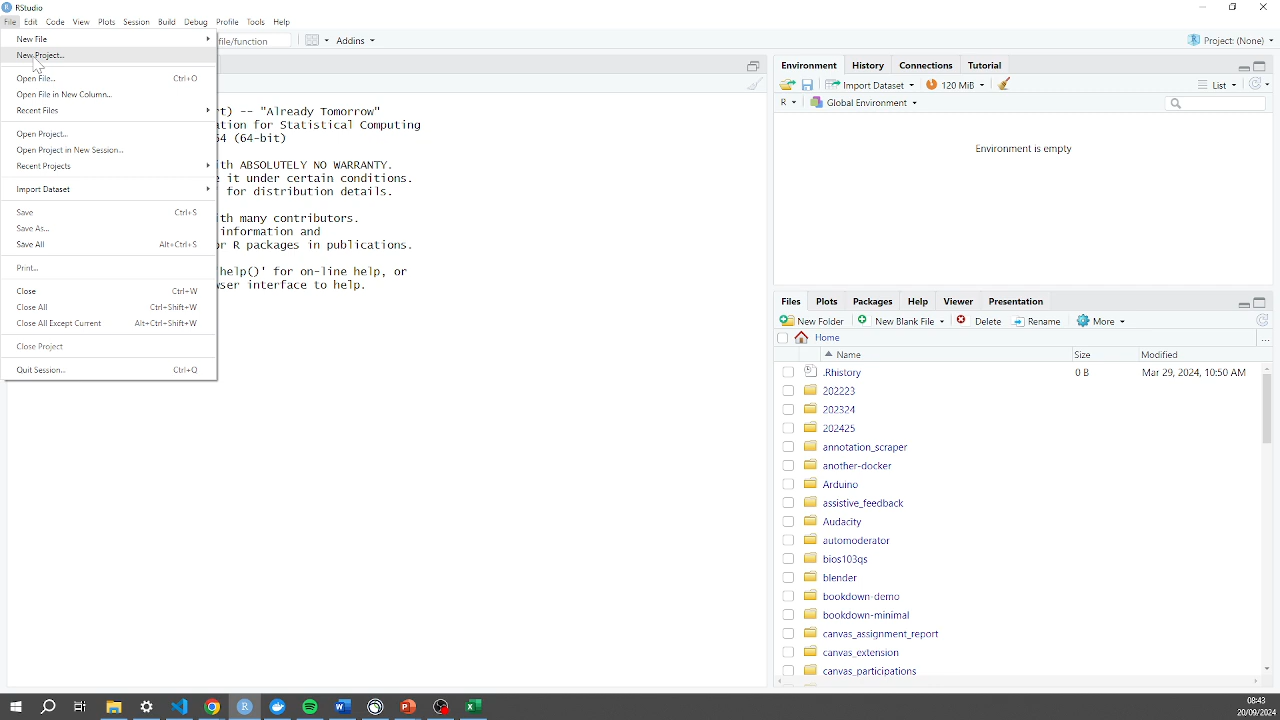 RStudio
File Edit Code View Plots Session Build Debug Profile Tools Help
file/function Addins Project: (None)
New File
New Project...
Open File... Ctrl+O
Open File in New Column...
Recent Files
Open Project...
Open Project in New Session...
Recent Projects
Import Dataset
Save Ctrl+S
Save As...
Save All Alt+Ctrl+S
Print...
Close Ctrl+W
Close All Ctrl+Shift+W
Close All Except Current Alt+Ctrl+Shift+W
Close Project
Quit Session... Ctrl+Q
t) -- "Already Tomorrow"
tion for Statistical Computing
64 (64-bit)
th ABSOLUTELY NO WARRANTY.
e it under certain conditions.
' for distribution details.
th many contributors.
information and
or R packages in publications.
help()' for on-line help, or
wser interface to help.
Environment History Connections Tutorial
Import Dataset 120 MiB List
R Global Environment
Environment is empty
Files Plots Packages Help Viewer Presentation
New Folder New Blank File Delete Rename More
Home ...
Name Size Modified
.Rhistory 0 B Mar 29, 2024, 10:50 AM
202223
202324
202425
annotation_scraper
another-docker
Arduino
assistive_feedback
Audacity
automoderator
bios103qs
blender
bookdown-demo
bookdown-minimal
canvas_assignment_report
canvas_extension
canvas_participations
08:43
20/09/2024